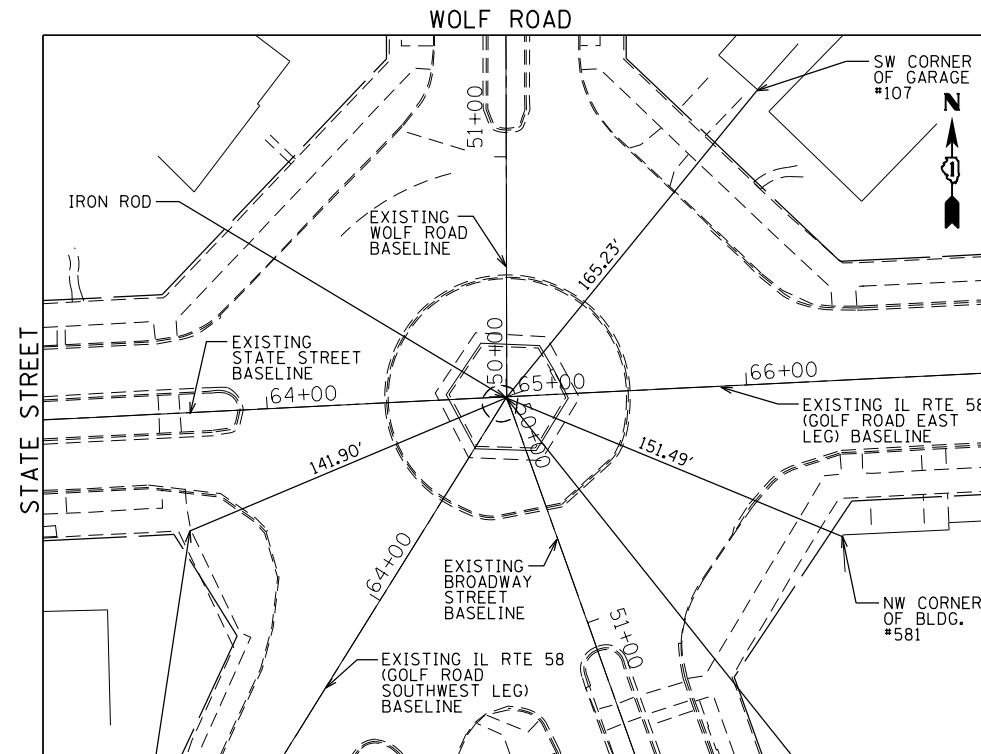 WOLF ROAD
SW CORNER
OF GARAGE
#107
N
1
51+00
IRON ROD
EXISTING
WOLF ROAD
BASELINE
165.23'
STATE STREET
EXISTING
STATE STREET
BASELINE
50+00
64+00
65+00
66+00
50+00
EXISTING IL RTE 58
(GOLF ROAD EAST
LEG) BASELINE
141.90'
151.49'
64+00
EXISTING
BROADWAY
STREET
BASELINE
51+00
NW CORNER
OF BLDG.
#581
EXISTING IL RTE 58
(GOLF ROAD
SOUTHWEST LEG)
BASELINE